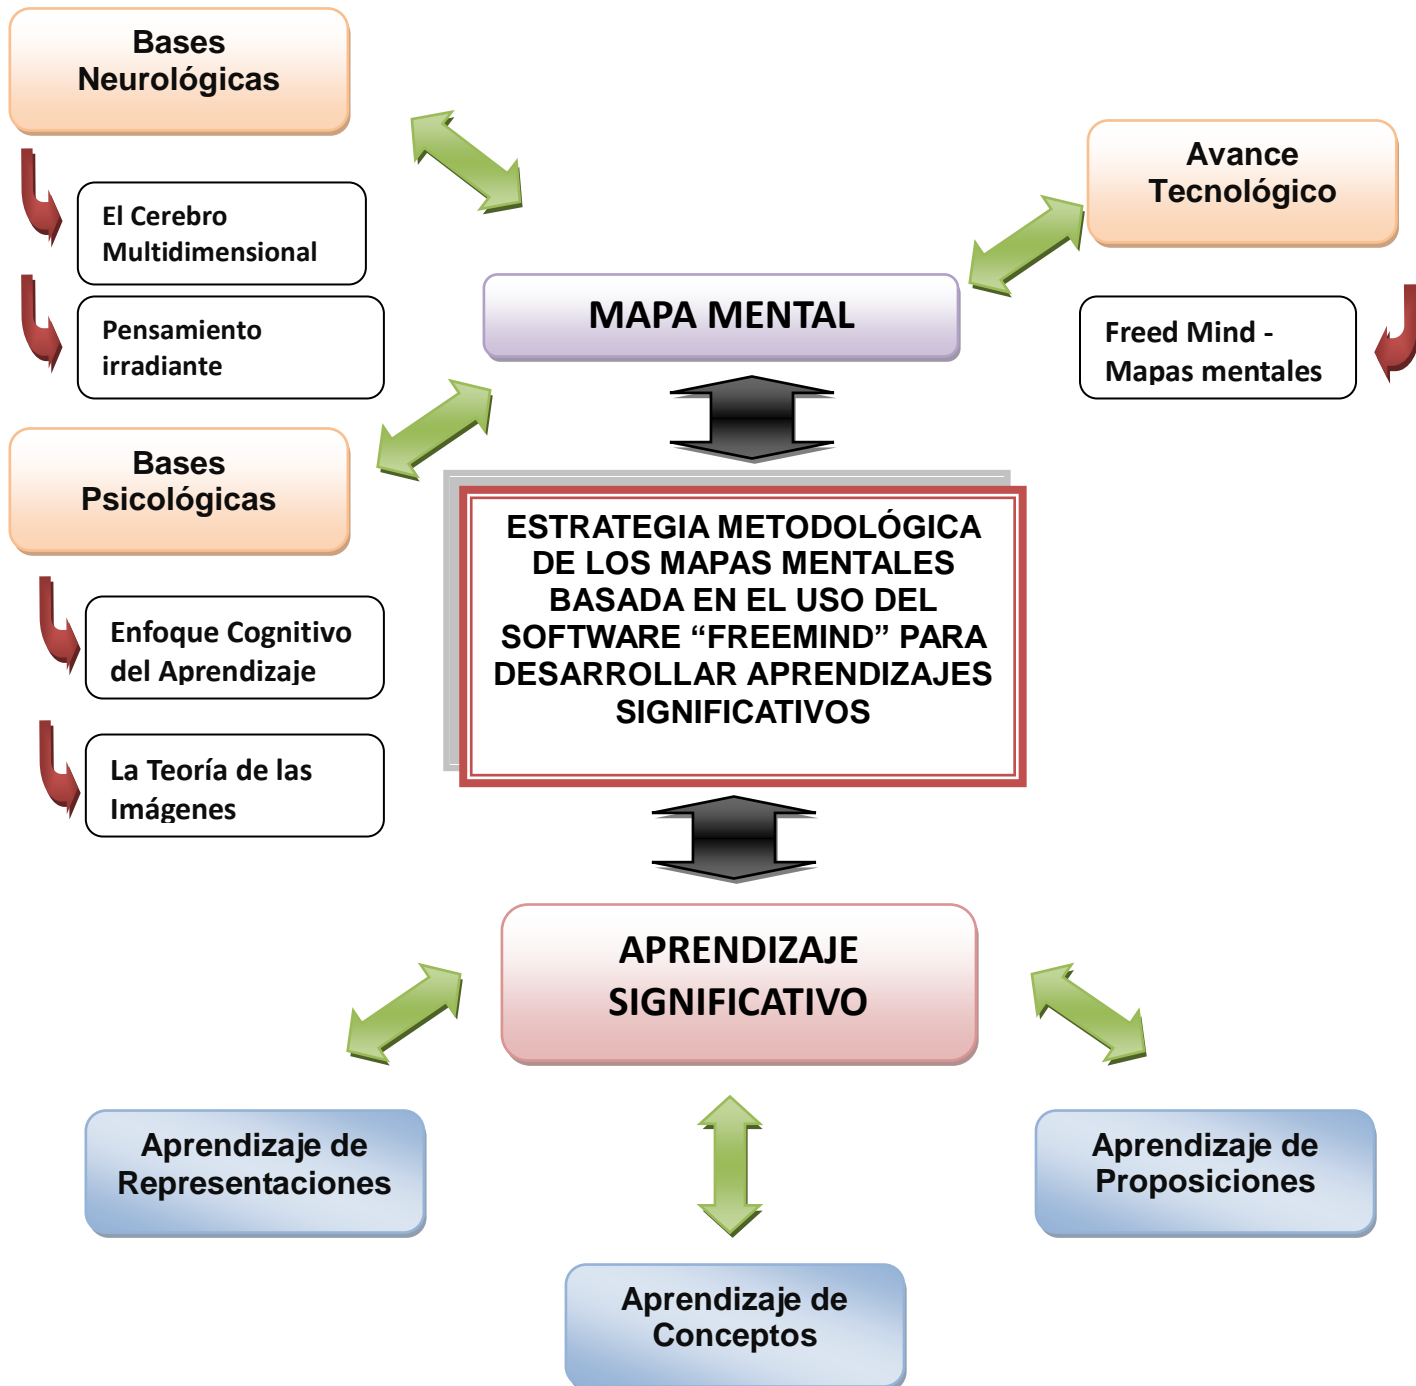 Bases
Neurológicas
El Cerebro
Multidimensional
Pensamiento
irradiante
Avance
Tecnológico
Freed Mind -
Mapas mentales
MAPA MENTAL
Bases
Psicológicas
Enfoque Cognitivo
del Aprendizaje
La Teoría de las
Imágenes
ESTRATEGIA METODOLÓGICA
DE LOS MAPAS MENTALES
BASADA EN EL USO DEL
SOFTWARE “FREEMIND” PARA
DESARROLLAR APRENDIZAJES
SIGNIFICATIVOS
APRENDIZAJE
SIGNIFICATIVO
Aprendizaje de
Representaciones
Aprendizaje de
Conceptos
Aprendizaje de
Proposiciones